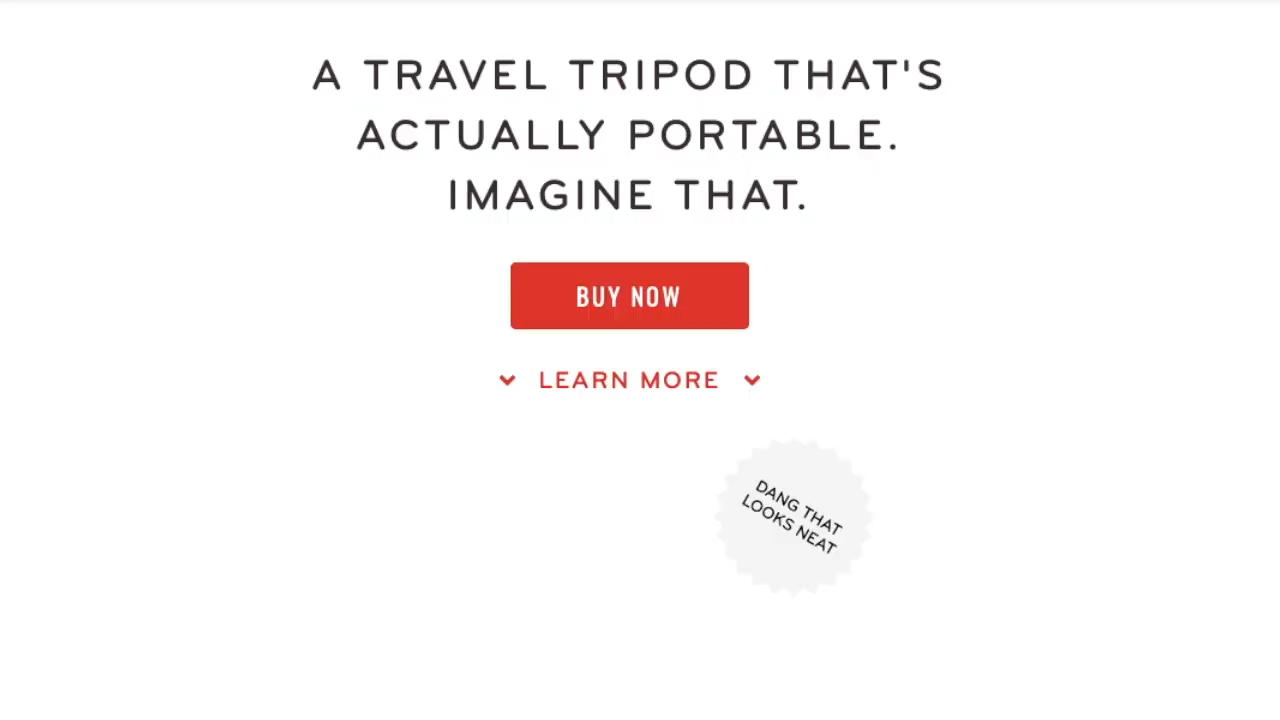 A TRAVEL TRIPOD THAT'S
ACTUALLY PORTABLE.
IMAGINE THAT.
BUY NOW
LEARN MORE
DANG THAT
LOOKS NEAT